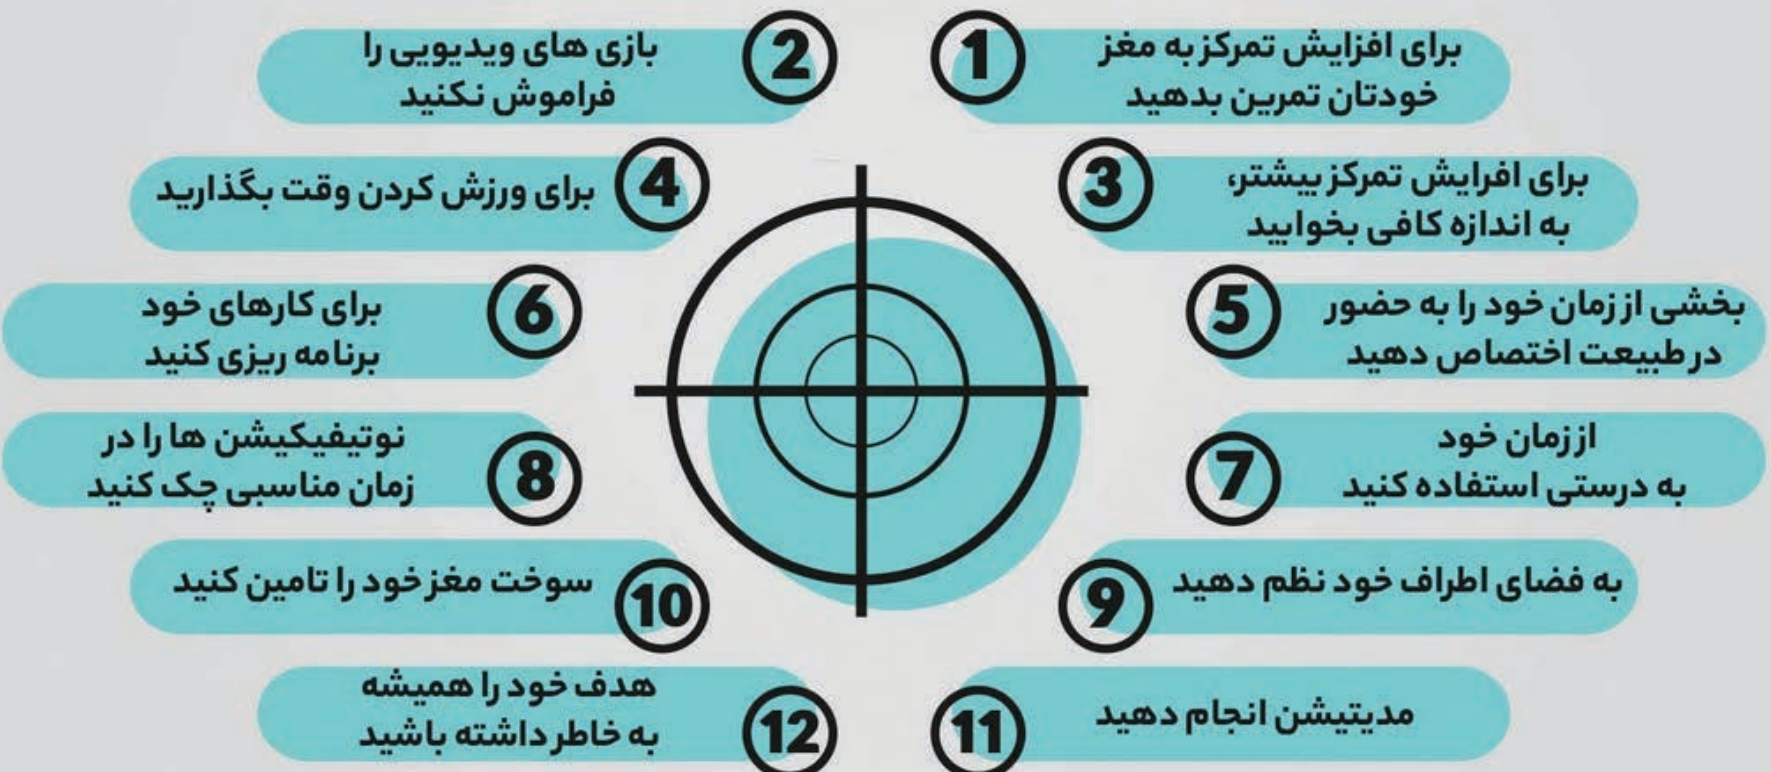 1
برای افزایش تمرکز به مغز
خودتان تمرین بدهید
2
بازی های ویدیویی را
فراموش نکنید
3
برای افرایش تمرکز بیشتر،
به اندازه کافی بخوابید
4
برای ورزش کردن وقت بگذارید
5
بخشی از زمان خود را به حضور
در طبیعت اختصاص دهید
6
برای کارهای خود
برنامه ریزی کنید
7
از زمان خود
به درستی استفاده کنید
8
نوتیفیکیشن ها را در
زمان مناسبی چک کنید
9
به فضای اطراف خود نظم دهید
10
سوخت مغز خود را تامین کنید
11
مدیتیشن انجام دهید
12
هدف خود را همیشه
به خاطر داشته باشید